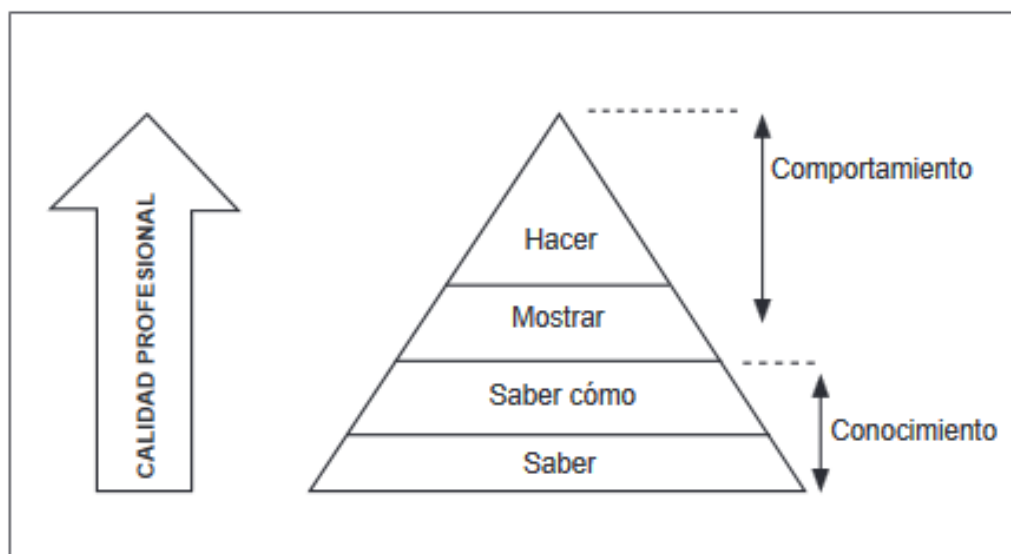 CALIDAD PROFESIONAL
Comportamiento
Hacer
Mostrar
Saber cómo
Conocimiento
Saber